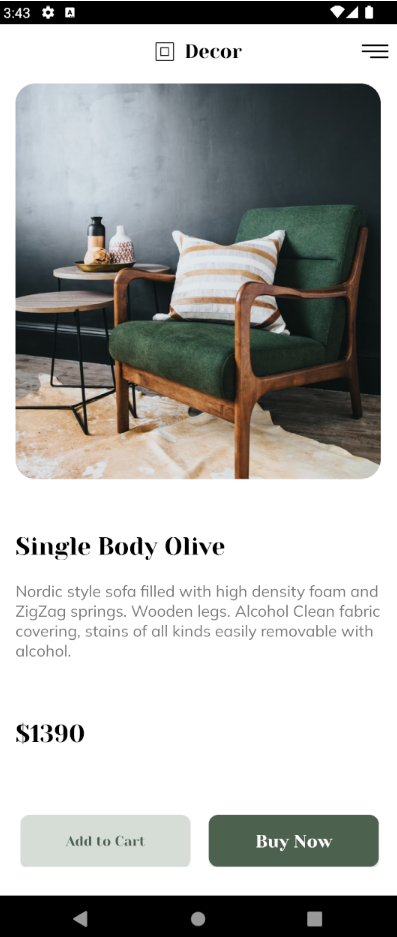 3:43
A
Decor
Single Body Olive
Nordic style sofa filled with high density foam and
ZigZag springs. Wooden legs. Alcohol Clean fabric
covering, stains of all kinds easily removable with
alcohol.
$1390
Add to Cart
Buy Now